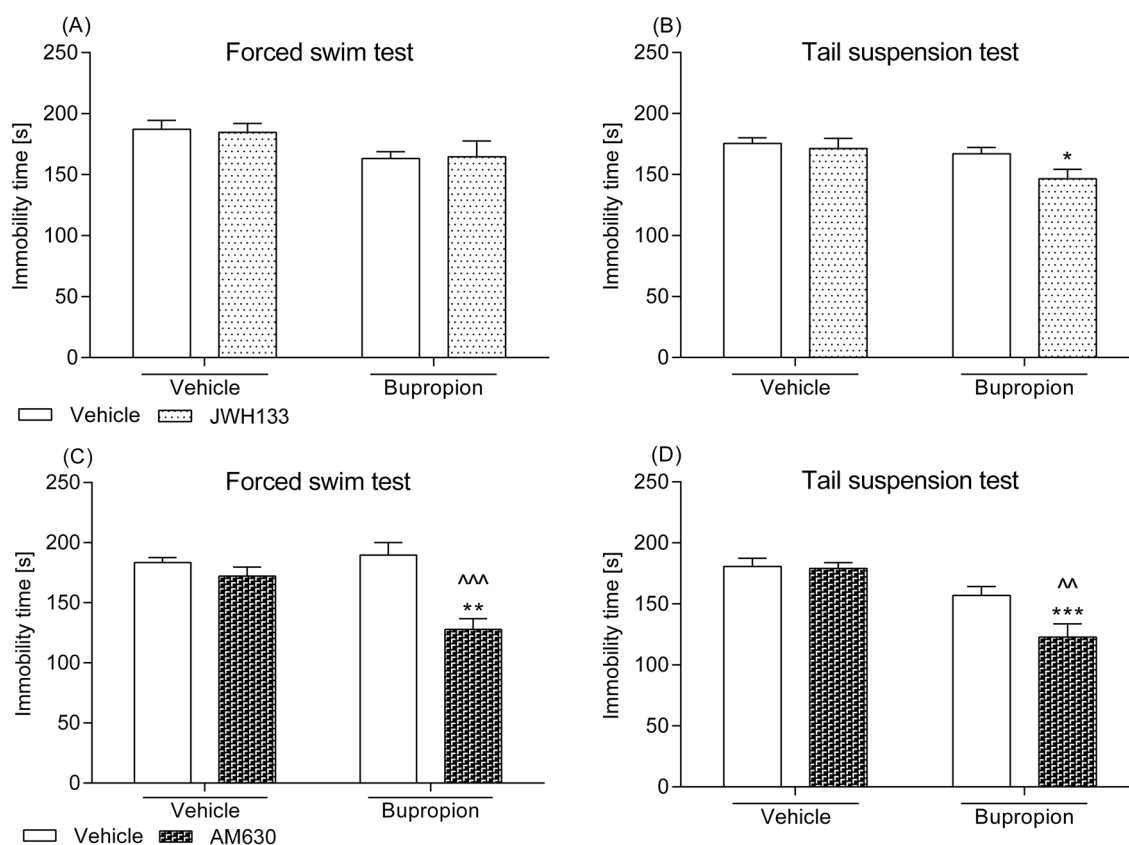 (A)
Forced swim test
Immobility time [s]
250
200
150
100
50
0
Vehicle Bupropion
Vehicle JWH133
(B)
Tail suspension test
Immobility time [s]
250
200
150
100
50
0
*
Vehicle Bupropion
(C)
Forced swim test
Immobility time [s]
250
200
150
100
50
0
^^^
**
Vehicle Bupropion
Vehicle AM630
(D)
Tail suspension test
Immobility time [s]
250
200
150
100
50
0
^^
***
Vehicle Bupropion